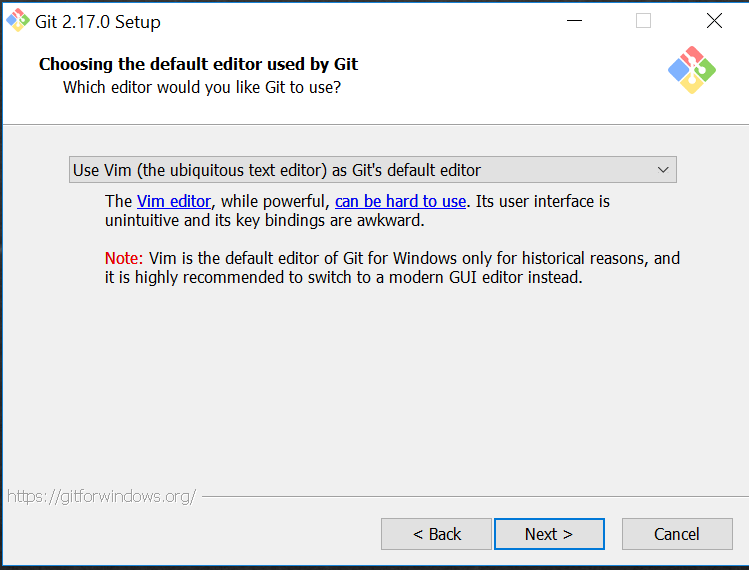 Git 2.17.0 Setup
Choosing the default editor used by Git
Which editor would you like Git to use?
Use Vim (the ubiquitous text editor) as Git's default editor
The Vim editor, while powerful, can be hard to use. Its user interface is
unintuitive and its key bindings are awkward.
Note: Vim is the default editor of Git for Windows only for historical reasons, and
it is highly recommended to switch to a modern GUI editor instead.
https://gitforwindows.org/
< Back
Next >
Cancel